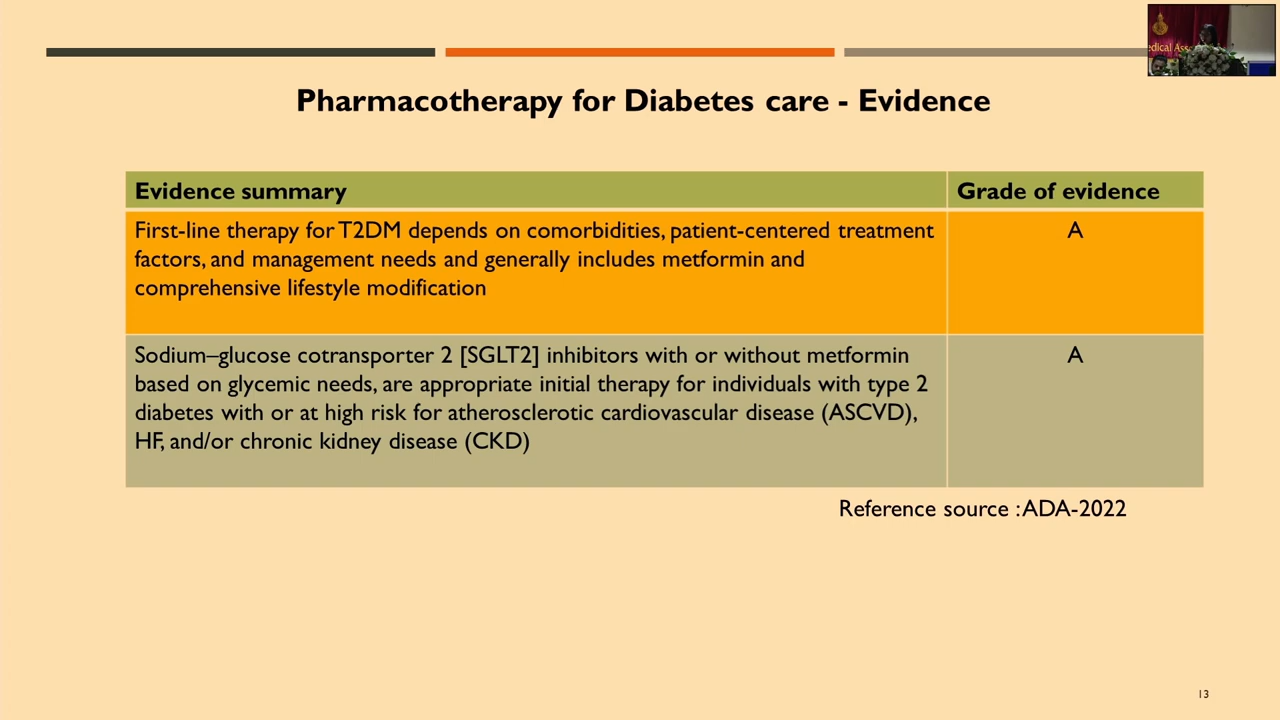 edical Ass
Pharmacotherapy for Diabetes care - Evidence
Evidence summary
Grade of evidence
First-line therapy for T2DM depends on comorbidities, patient-centered treatment
factors, and management needs and generally includes metformin and
comprehensive lifestyle modification
A
Sodium–glucose cotransporter 2 [SGLT2] inhibitors with or without metformin
based on glycemic needs, are appropriate initial therapy for individuals with type 2
diabetes with or at high risk for atherosclerotic cardiovascular disease (ASCVD),
HF, and/or chronic kidney disease (CKD)
A
Reference source : ADA-2022
13